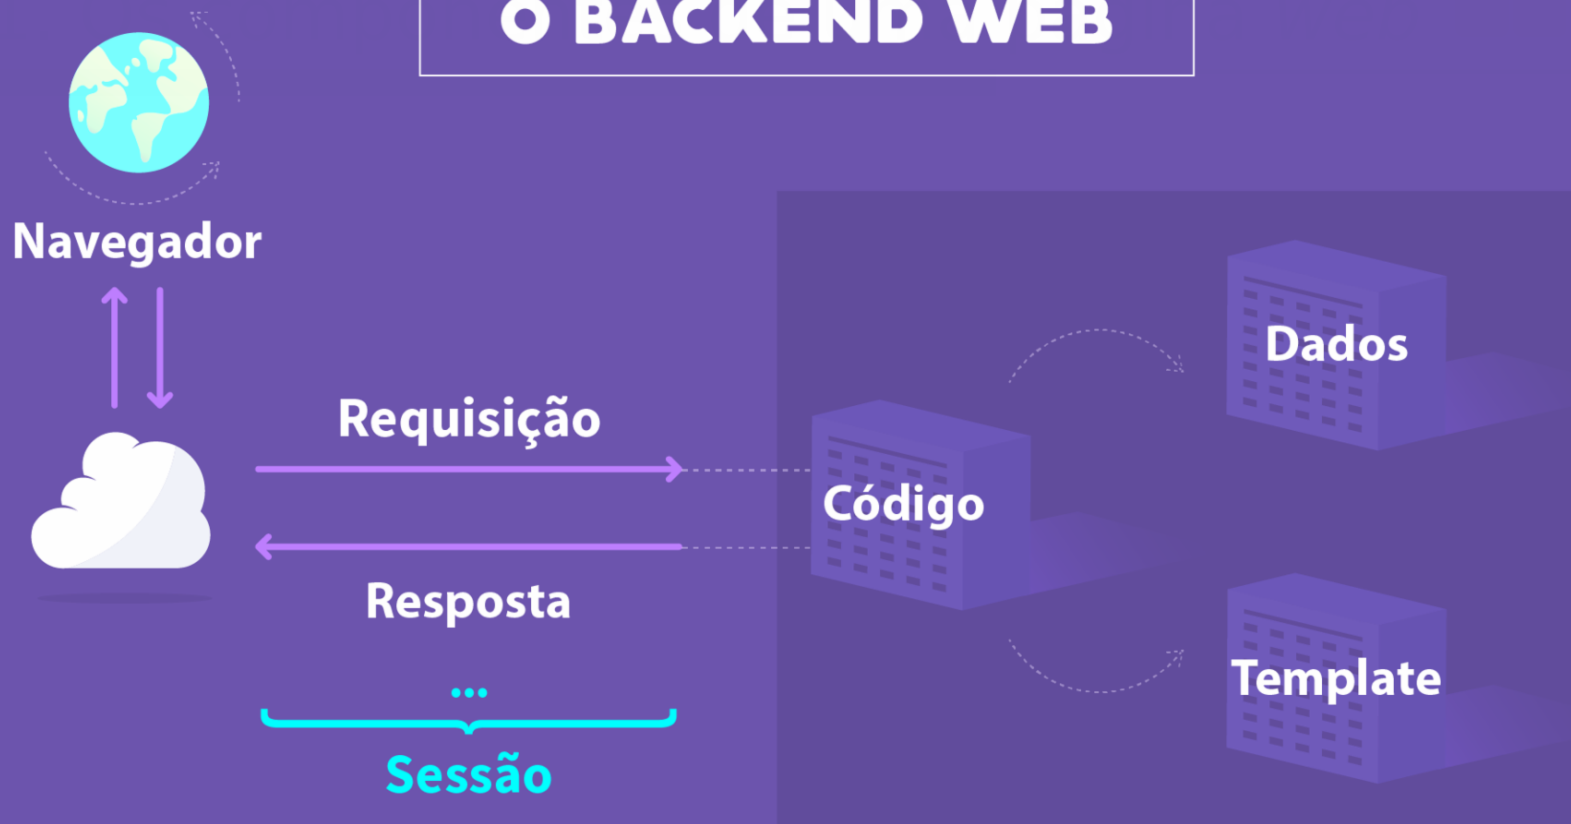 O BACKEND WEB
Navegador
Requisição
Resposta
...
Sessão
Código
Dados
Template